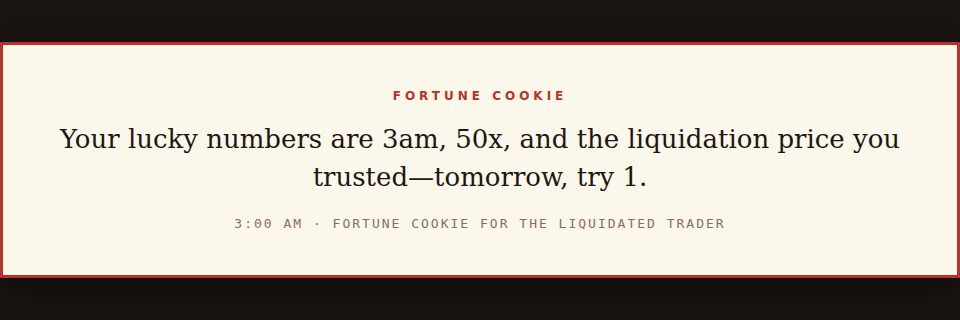 FORTUNE COOKIE
Your lucky numbers are 3am, 50x, and the liquidation price you
trusted—tomorrow, try 1.
3:00 AM · FORTUNE COOKIE FOR THE LIQUIDATED TRADER